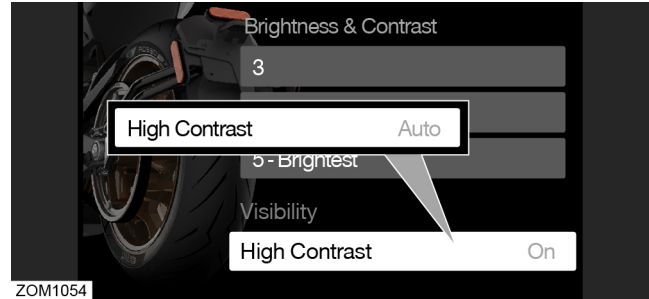 Brightness & Contrast
3
High Contrast Auto
5 - Brightest
Visibility
High Contrast On
ZOM1054